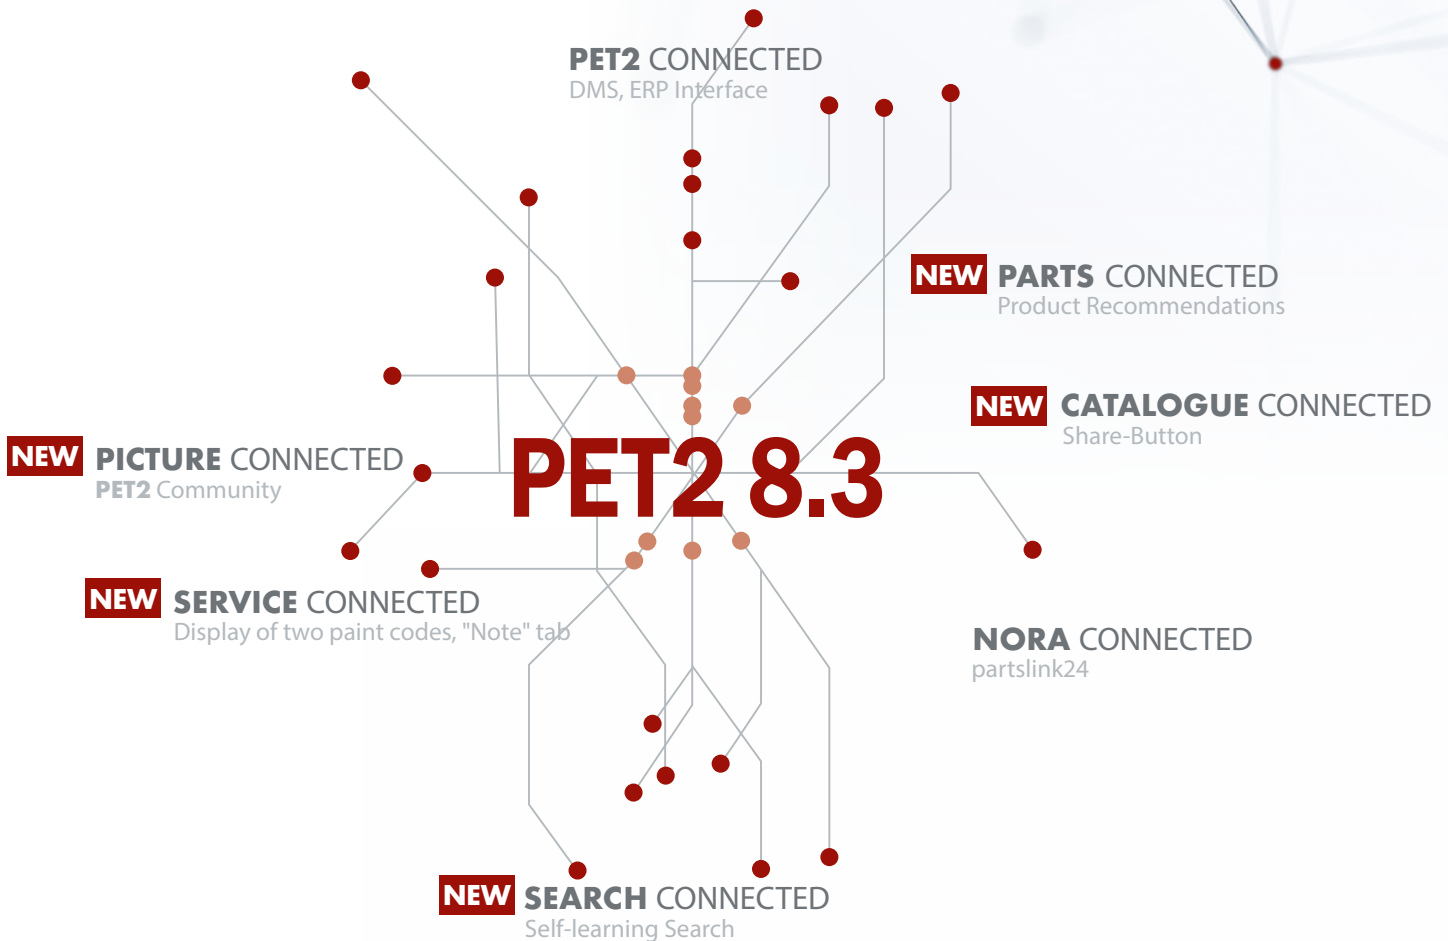 PET2 CONNECTED
DMS, ERP Interface
NEW PARTS CONNECTED
Product Recommendations
NEW CATALOGUE CONNECTED
Share-Button
NEW PICTURE CONNECTED
PET2 Community
PET2 8.3
NEW SERVICE CONNECTED
Display of two paint codes, "Note" tab
NORA CONNECTED
partslink24
NEW SEARCH CONNECTED
Self-learning Search